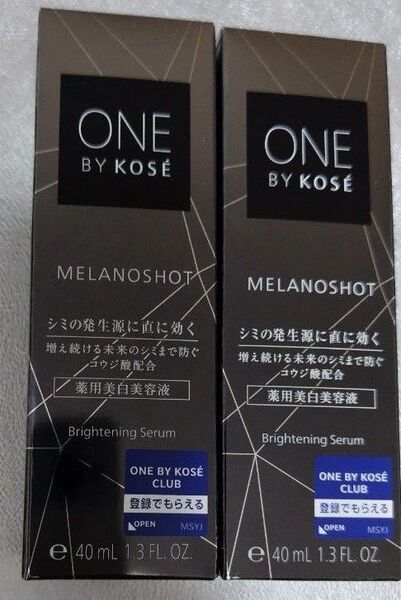 ONE
BY KOSÉ
MELANOSHOT
シミの発生源に直に効く
増え続ける未来のシミまで防ぐ
コウジ酸配合
薬用美白美容液
Brightening Serum
ONE BY KOSÉ
CLUB
登録でもらえる
OPEN MSYJ
e 40 mL 1.3 FL. OZ.
ONE
BY KOSÉ
MELANOSHOT
シミの発生源に直に効く
増え続ける未来のシミまで防ぐ
コウジ酸配合
薬用美白美容液
Brightening Serum
ONE BY KOSÉ
CLUB
登録でもらえる
OPEN MSYJ
e 40 mL 1.3 FL. OZ.